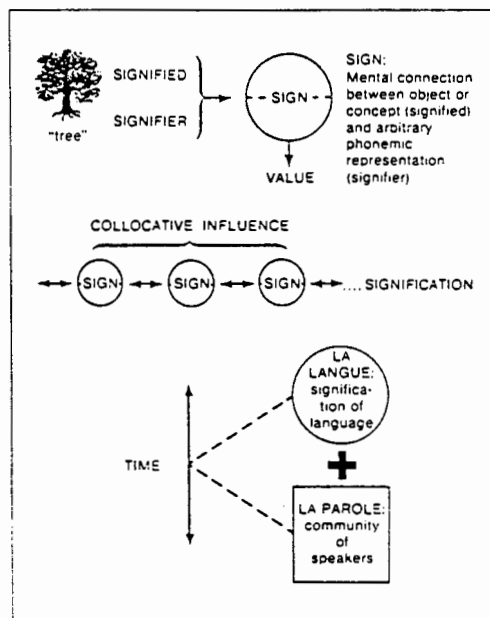 SIGNIFIED
SIGNIFIER
"tree"
SIGN
VALUE
SIGN:
Mental connection
between object or
concept (signified)
and arbitrary
phonemic
representation
(signifier)
COLLOCATIVE INFLUENCE
SIGN SIGN SIGN .... SIGNIFICATION
LA
LANGUE:
significa-
tion of
language
TIME
LA PAROLE:
community
of
speakers